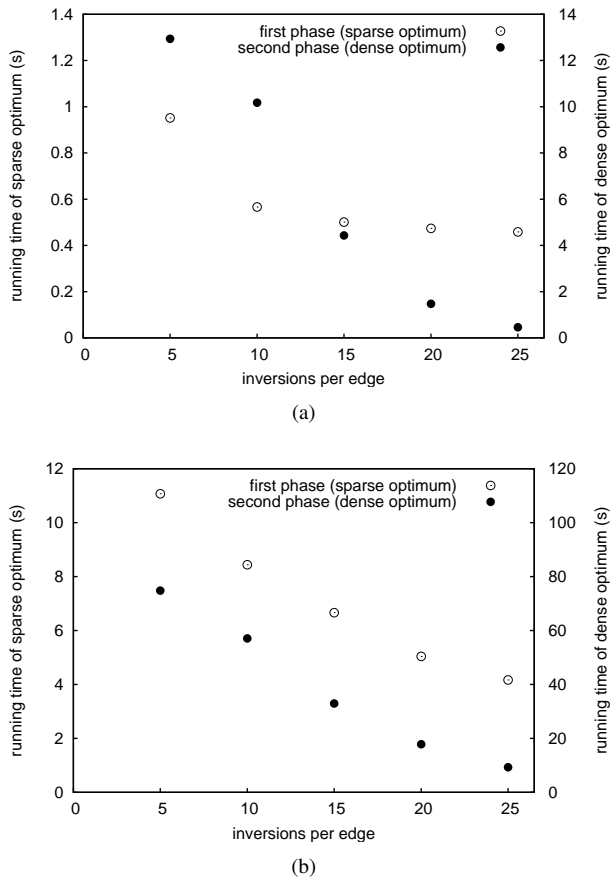 1.4
1.2
1
0.8
0.6
0.4
0.2
0
running time of sparse optimum (s)
first phase (sparse optimum)
second phase (dense optimum)
14
12
10
8
6
4
2
0
running time of dense optimum (s)
0 5 10 15 20 25
inversions per edge
(a)
12
10
8
6
4
2
0
running time of sparse optimum (s)
first phase (sparse optimum)
second phase (dense optimum)
120
100
80
60
40
20
0
running time of dense optimum (s)
0 5 10 15 20 25
inversions per edge
(b)